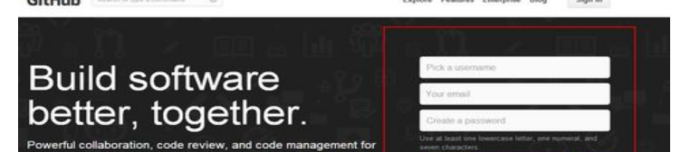 GitHub
Explore Features Enterprise Blog Sign in
Build software
better, together.
Powerful collaboration, code review, and code management for
Pick a username
Your email
Create a password
Use at least one lowercase letter, one numeral, and
seven characters.